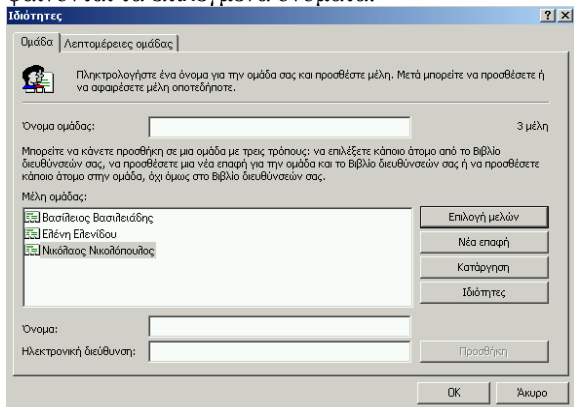 φαίνονται τα επιλεγμένα ονόματα.
Ιδιότητες
Ομάδα Λεπτομέρειες ομάδας
Πληκτρολογήστε ένα όνομα για την ομάδα σας και προσθέστε μέλη. Μετά μπορείτε να προσθέσετε ή
να αφαιρέσετε μέλη οποτεδήποτε.
Όνομα ομάδας: 3 μέλη
Μπορείτε να κάνετε προσθήκη σε μια ομάδα με τρεις τρόπους: να επιλέξετε κάποιο άτομο από το Βιβλίο
διευθύνσεών σας, να προσθέσετε μια νέα επαφή για την ομάδα και το Βιβλίο διευθύνσεών σας ή να προσθέσετε
κάποιο άτομο στην ομάδα, όχι όμως στο Βιβλίο διευθύνσεών σας.
Μέλη ομάδας:
Βασίλειος Βασιλειάδης Επιλογή μελών
Ελένη Ελενίδου Νέα επαφή
Νικόλαος Νικολόπουλος Κατάργηση
Ιδιότητες
Όνομα:
Ηλεκτρονική διεύθυνση: Προσθήκη
OK Άκυρο